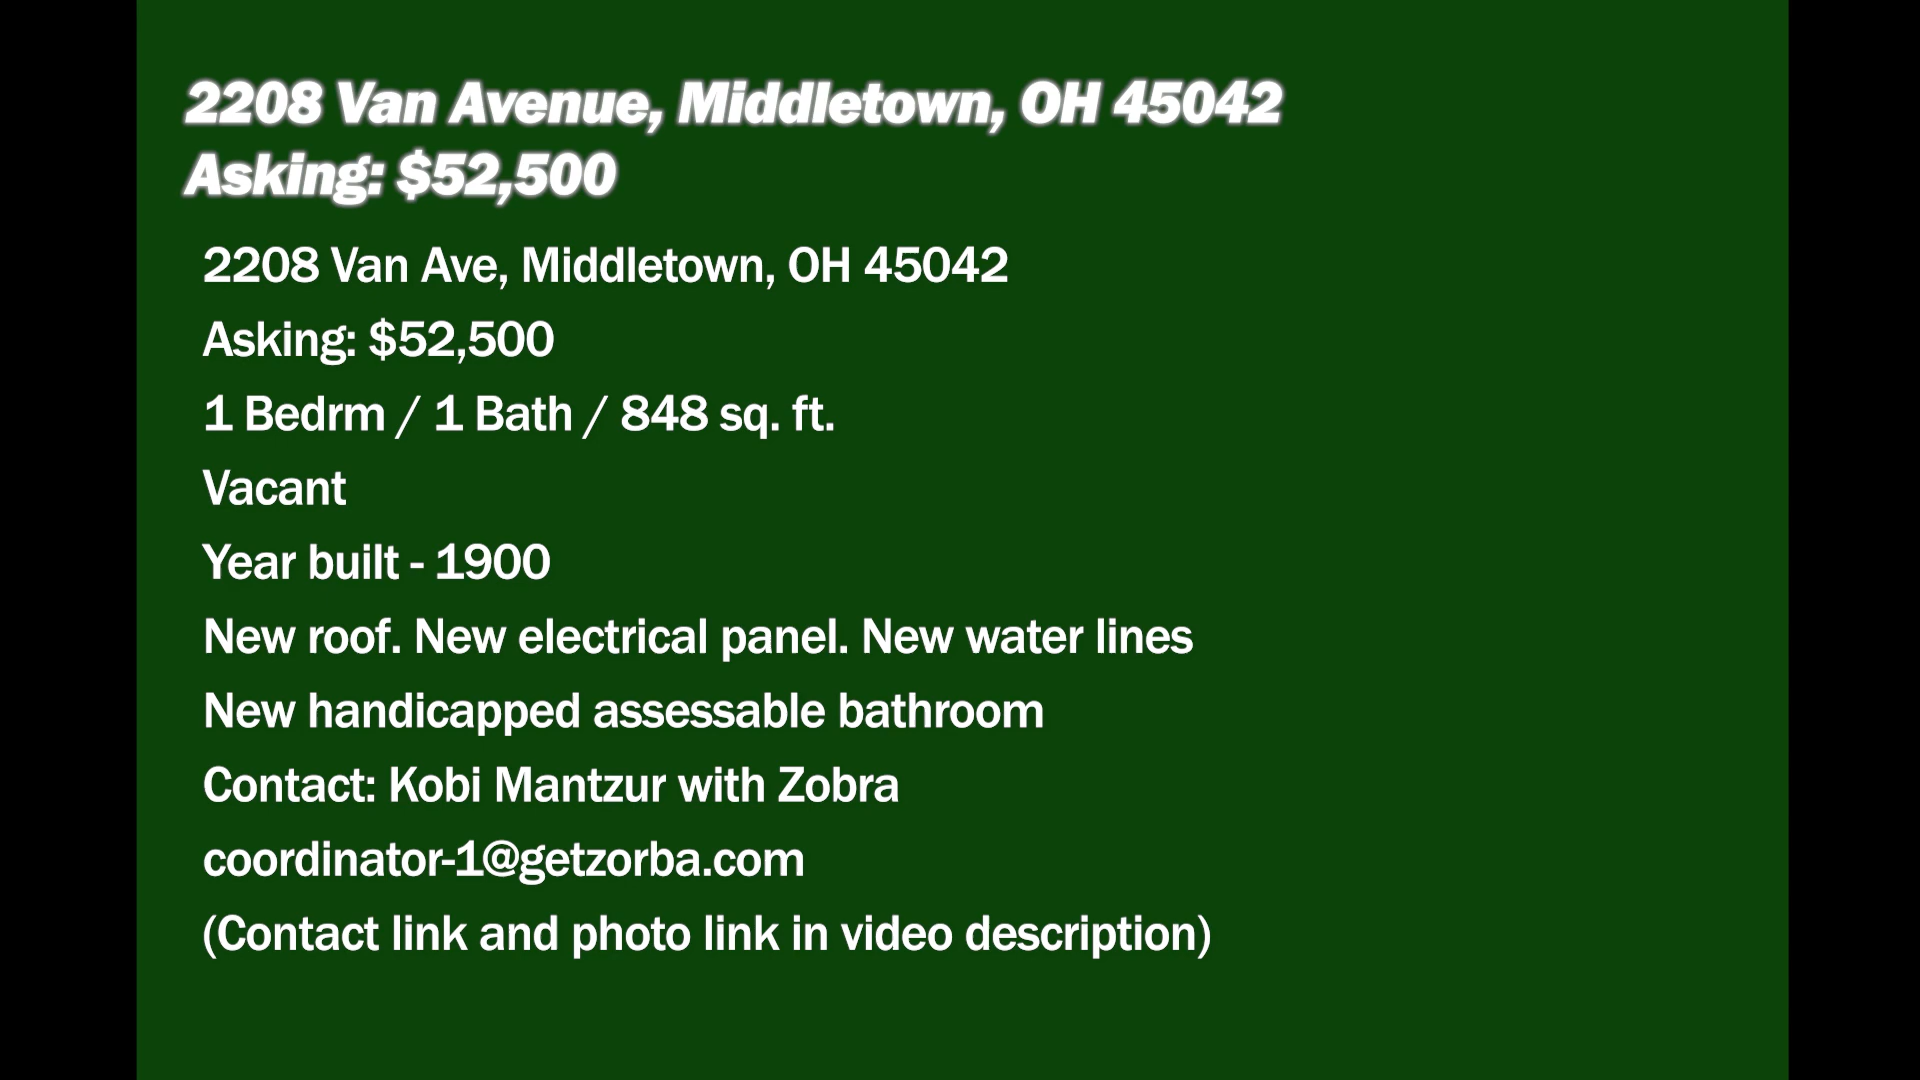 2208 Van Avenue, Middletown, OH 45042
Asking: $52,500
2208 Van Ave, Middletown, OH 45042
Asking: $52,500
1 Bedrm / 1 Bath / 848 sq. ft.
Vacant
Year built - 1900
New roof. New electrical panel. New water lines
New handicapped assessable bathroom
Contact: Kobi Mantzur with Zobra
coordinator-1@getzorba.com
(Contact link and photo link in video description)